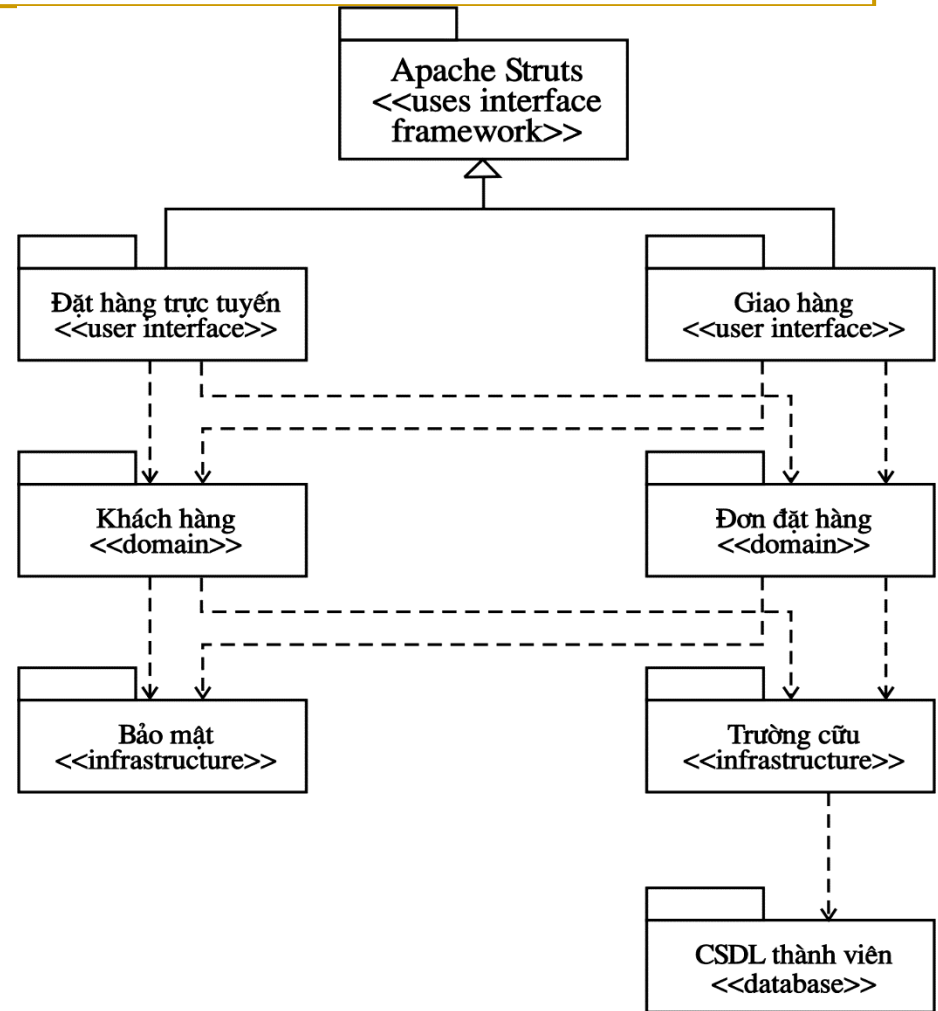 Apache Struts
<<uses interface
framework>>
Đặt hàng trực tuyến
<<user interface>>
Giao hàng
<<user interface>>
Khách hàng
<<domain>>
Đơn đặt hàng
<<domain>>
Bảo mật
<<infrastructure>>
Trường cữu
<<infrastructure>>
CSDL thành viên
<<database>>